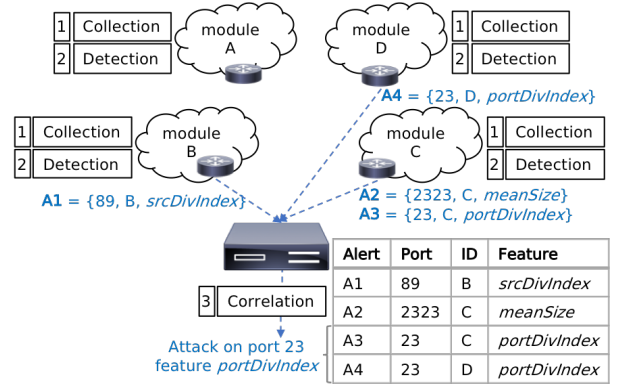 1 Collection
2 Detection
module
A
module
D
1 Collection
2 Detection
A4 = {23, D, portDivIndex}
1 Collection
2 Detection
module
B
module
C
1 Collection
2 Detection
A1 = {89, B, srcDivIndex}
A2 = {2323, C, meanSize}
A3 = {23, C, portDivIndex}
3 Correlation
Attack on port 23
feature portDivIndex
Alert Port ID Feature
A1 89 B srcDivIndex
A2 2323 C meanSize
A3 23 C portDivIndex
A4 23 D portDivIndex